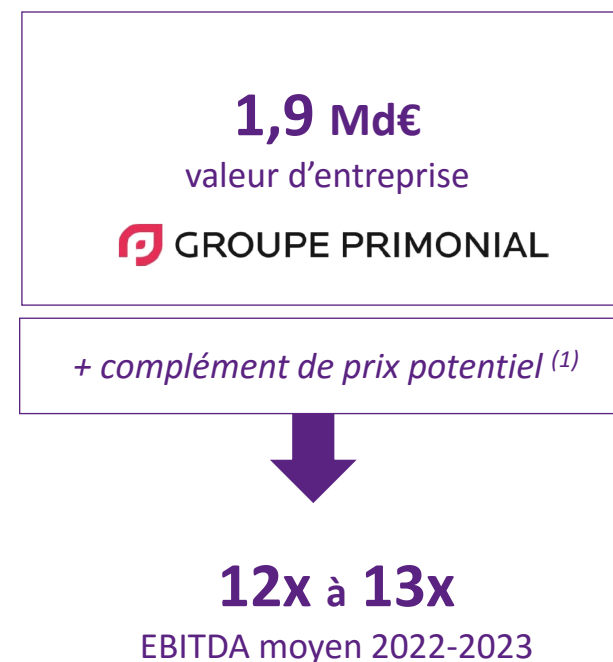 1,9 Md€
valeur d’entreprise
GROUPE PRIMONIAL
+ complément de prix potentiel (1)
12x à 13x
EBITDA moyen 2022-2023